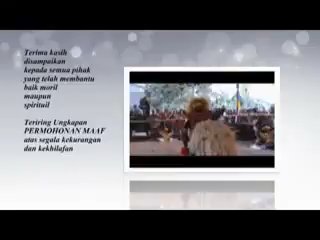 Terima kasih
disampaikan
kepada semua pihak
yang telah membantu
baik moril
maupun
spirituil
Teriring Ungkapan
PERMOHONAN MAAF
atas segala kekurangan
dan kekhilafan